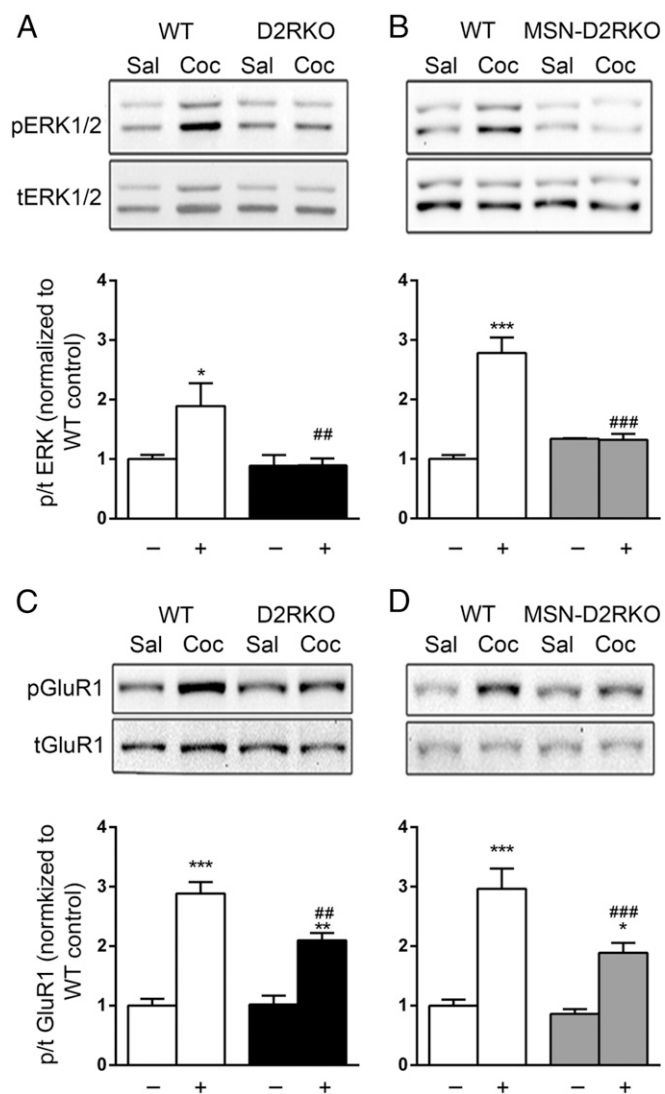 A
WT D2RKO
Sal Coc Sal Coc
pERK1/2
tERK1/2
p/t ERK (normalized to
WT control)
4
3
2
1
0
*
##
– + – +
B
WT MSN-D2RKO
Sal Coc Sal Coc
4
3
2
1
0
***
###
– + – +
C
WT D2RKO
Sal Coc Sal Coc
pGluR1
tGluR1
p/t GluR1 (normkized to
WT control)
4
3
2
1
0
***
##
**
– + – +
D
WT MSN-D2RKO
Sal Coc Sal Coc
4
3
2
1
0
***
###
*
– + – +